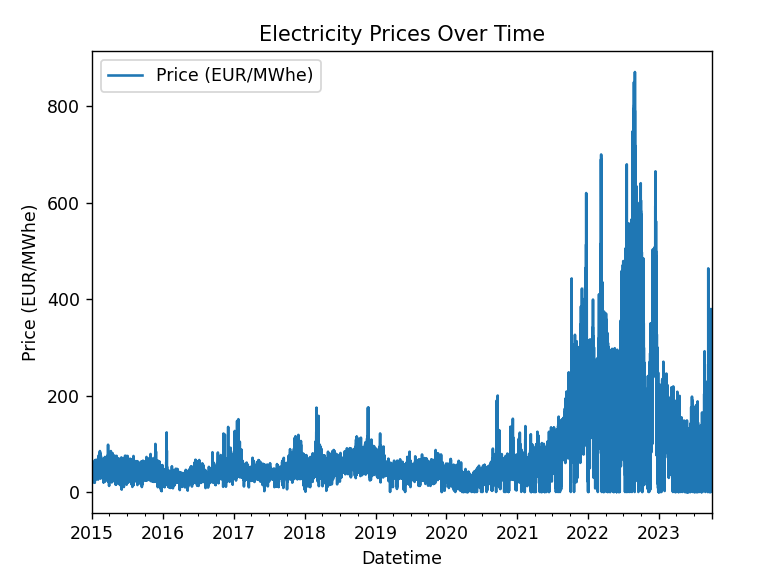 Electricity Prices Over Time
Price (EUR/MWhe)
800
600
400
200
0
Price (EUR/MWhe)
2015 2016 2017 2018 2019 2020 2021 2022 2023
Datetime